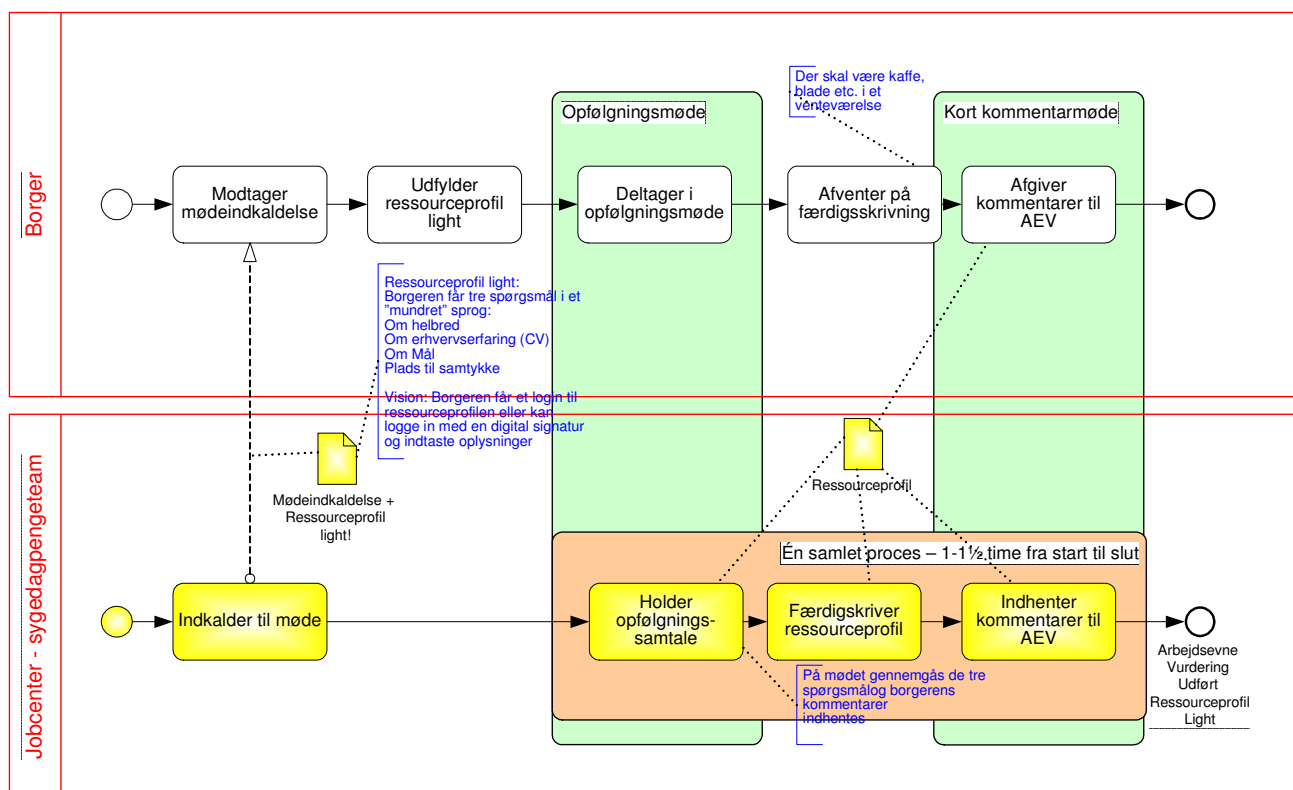 Borger
Opfølgningsmøde
Der skal være kaffe,
blade etc. i et
venteværelse
Kort kommentarmøde
Modtager
mødeindkaldelse
Udfylder
ressourceprofil
light
Deltager i
opfølgningsmøde
Afventer på
færdigsskrivning
Afgiver
kommentarer til
AEV
Ressourceprofil light:
Borgeren får tre spørgsmål i et
”mundret” sprog:
Om helbred
Om erhvervserfaring (CV)
Om Mål
Plads til samtykke
Vision: Borgeren får et login til
ressourceprofilen eller kan
logge in med en digital signatur
og indtaste oplysninger
Jobcenter - sygedagpengeteam
Mødeindkaldelse +
Ressourceprofil
light!
Ressourceprofil
Én samlet proces – 1-1½ time fra start til slut
Indkalder til møde
Holder
opfølgnings-
samtale
Færdigskriver
ressourceprofil
Indhenter
kommentarer til
AEV
Arbejdsevne
Vurdering
Udført
Ressourceprofil
Light
På mødet gennemgås de tre
spørgsmålog borgerens
kommentarer
indhentes